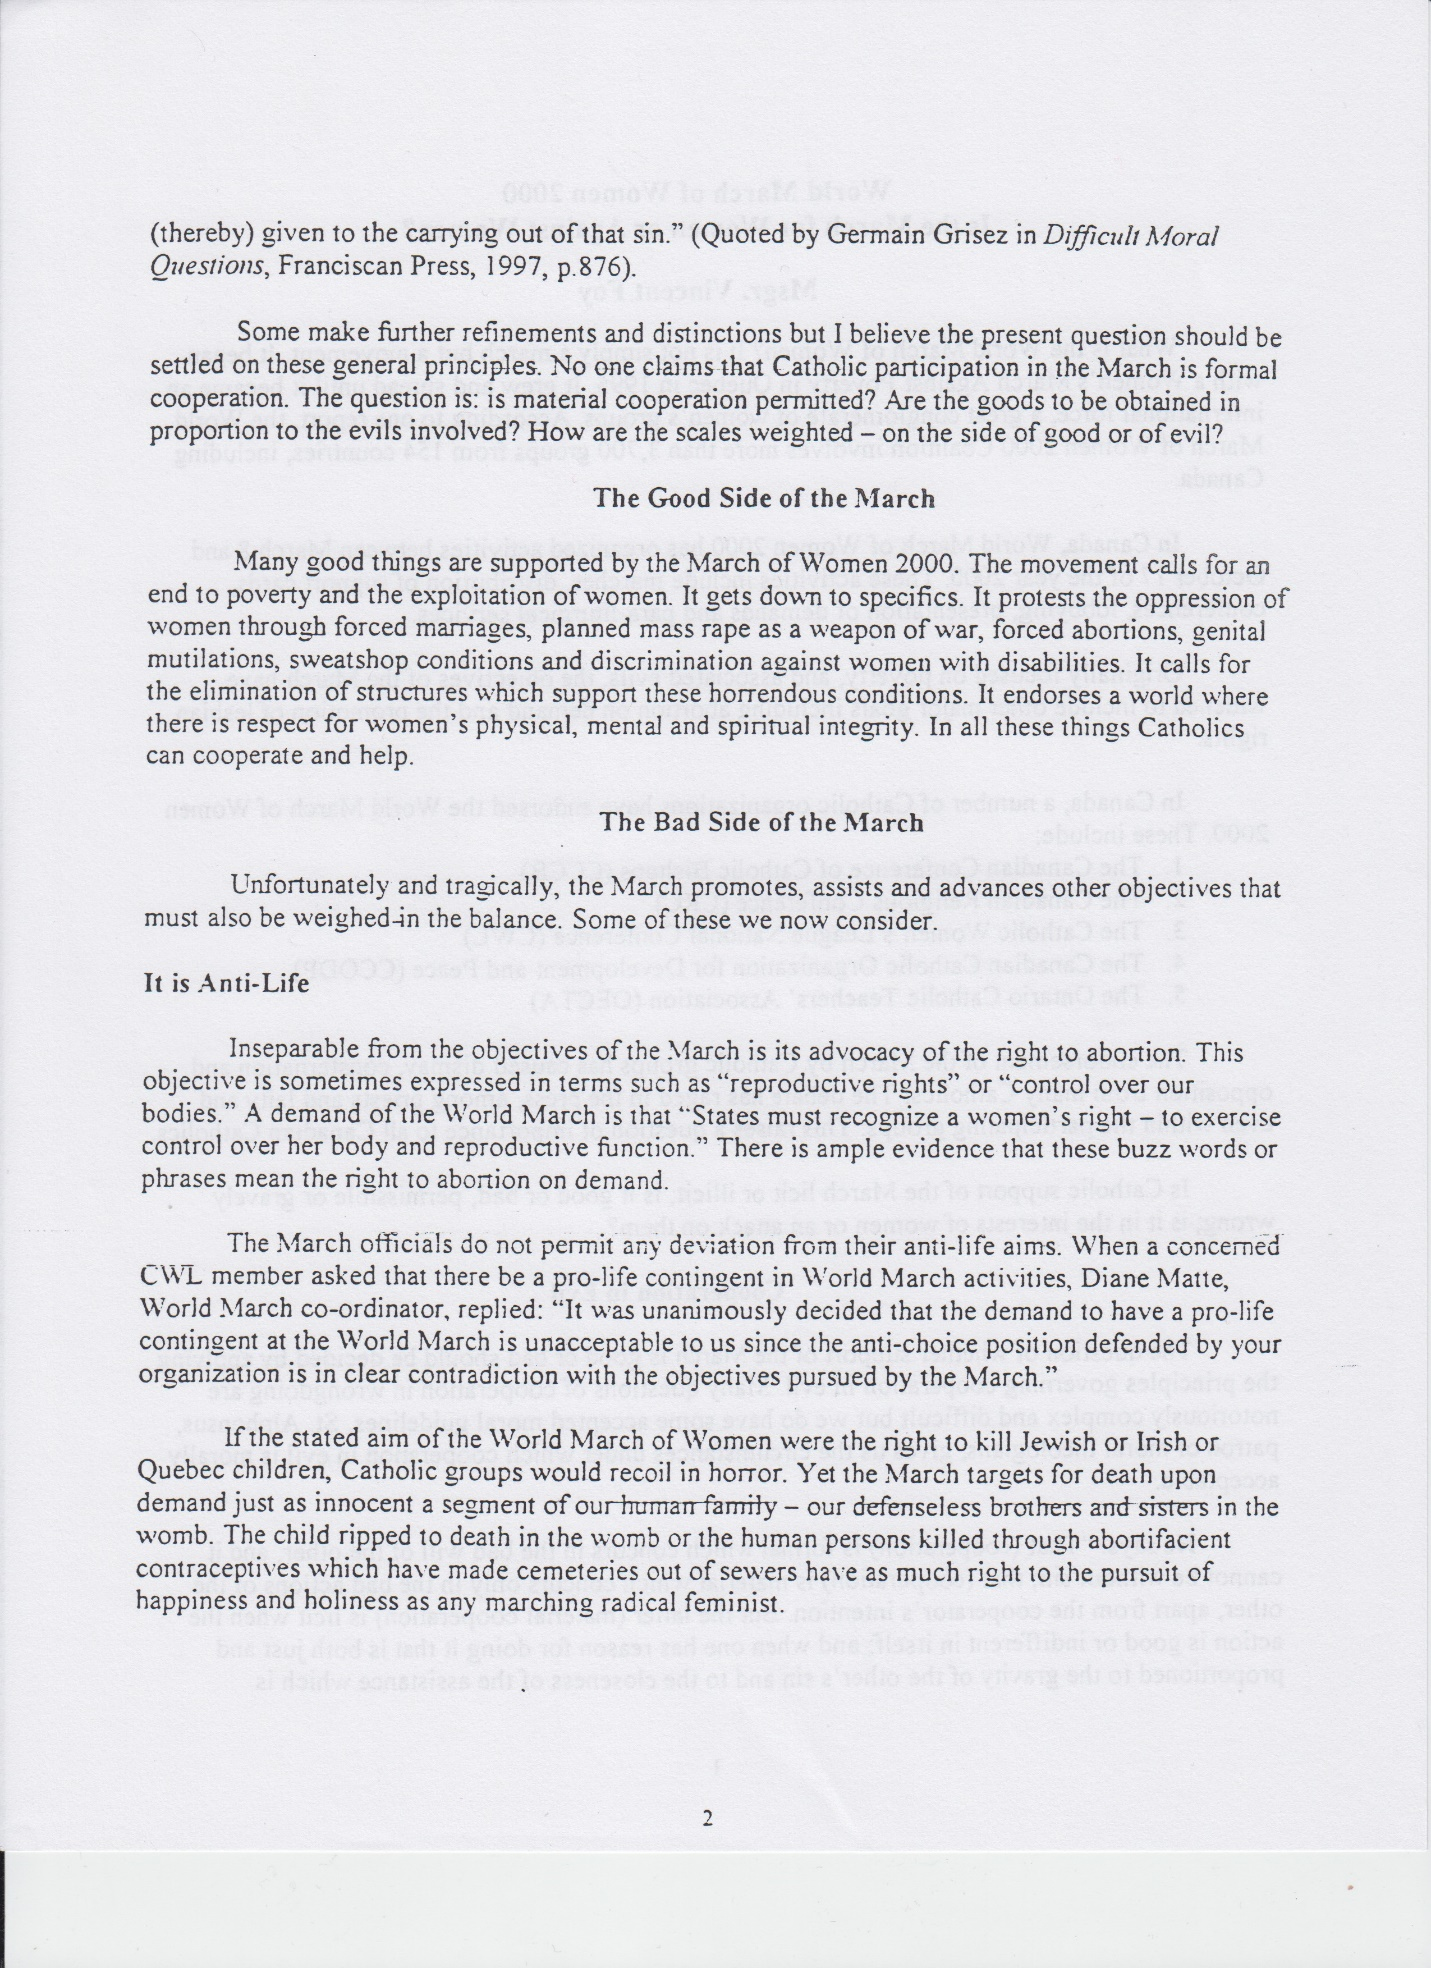 (thereby) given to the carrying out of that sin.” (Quoted by Germain Grisez in Difficult Moral
Questions, Franciscan Press, 1997, p.876).
Some make further refinements and distinctions but I believe the present question should be
settled on these general principles. No one claims that Catholic participation in the March is formal
cooperation. The question is: is material cooperation permitted? Are the goods to be obtained in
proportion to the evils involved? How are the scales weighted – on the side of good or of evil?
The Good Side of the March
Many good things are supported by the March of Women 2000. The movement calls for an
end to poverty and the exploitation of women. It gets down to specifics. It protests the oppression of
women through forced marriages, planned mass rape as a weapon of war, forced abortions, genital
mutilations, sweatshop conditions and discrimination against women with disabilities. It calls for
the elimination of structures which support these horrendous conditions. It endorses a world where
there is respect for women’s physical, mental and spiritual integrity. In all these things Catholics
can cooperate and help.
The Bad Side of the March
Unfortunately and tragically, the March promotes, assists and advances other objectives that
must also be weighed in the balance. Some of these we now consider.
It is Anti-Life
Inseparable from the objectives of the March is its advocacy of the right to abortion. This
objective is sometimes expressed in terms such as “reproductive rights” or “control over our
bodies.” A demand of the World March is that “States must recognize a women’s right – to exercise
control over her body and reproductive function.” There is ample evidence that these buzz words or
phrases mean the right to abortion on demand.
The March officials do not permit any deviation from their anti-life aims. When a concerned
CWL member asked that there be a pro-life contingent in World March activities, Diane Matte,
World March co-ordinator, replied: “It was unanimously decided that the demand to have a pro-life
contingent at the World March is unacceptable to us since the anti-choice position defended by your
organization is in clear contradiction with the objectives pursued by the March.”
If the stated aim of the World March of Women were the right to kill Jewish or Irish or
Quebec children, Catholic groups would recoil in horror. Yet the March targets for death upon
demand just as innocent a segment of our human family – our defenseless brothers and sisters in the
womb. The child ripped to death in the womb or the human persons killed through abortifacient
contraceptives which have made cemeteries out of sewers have as much right to the pursuit of
happiness and holiness as any marching radical feminist.
2